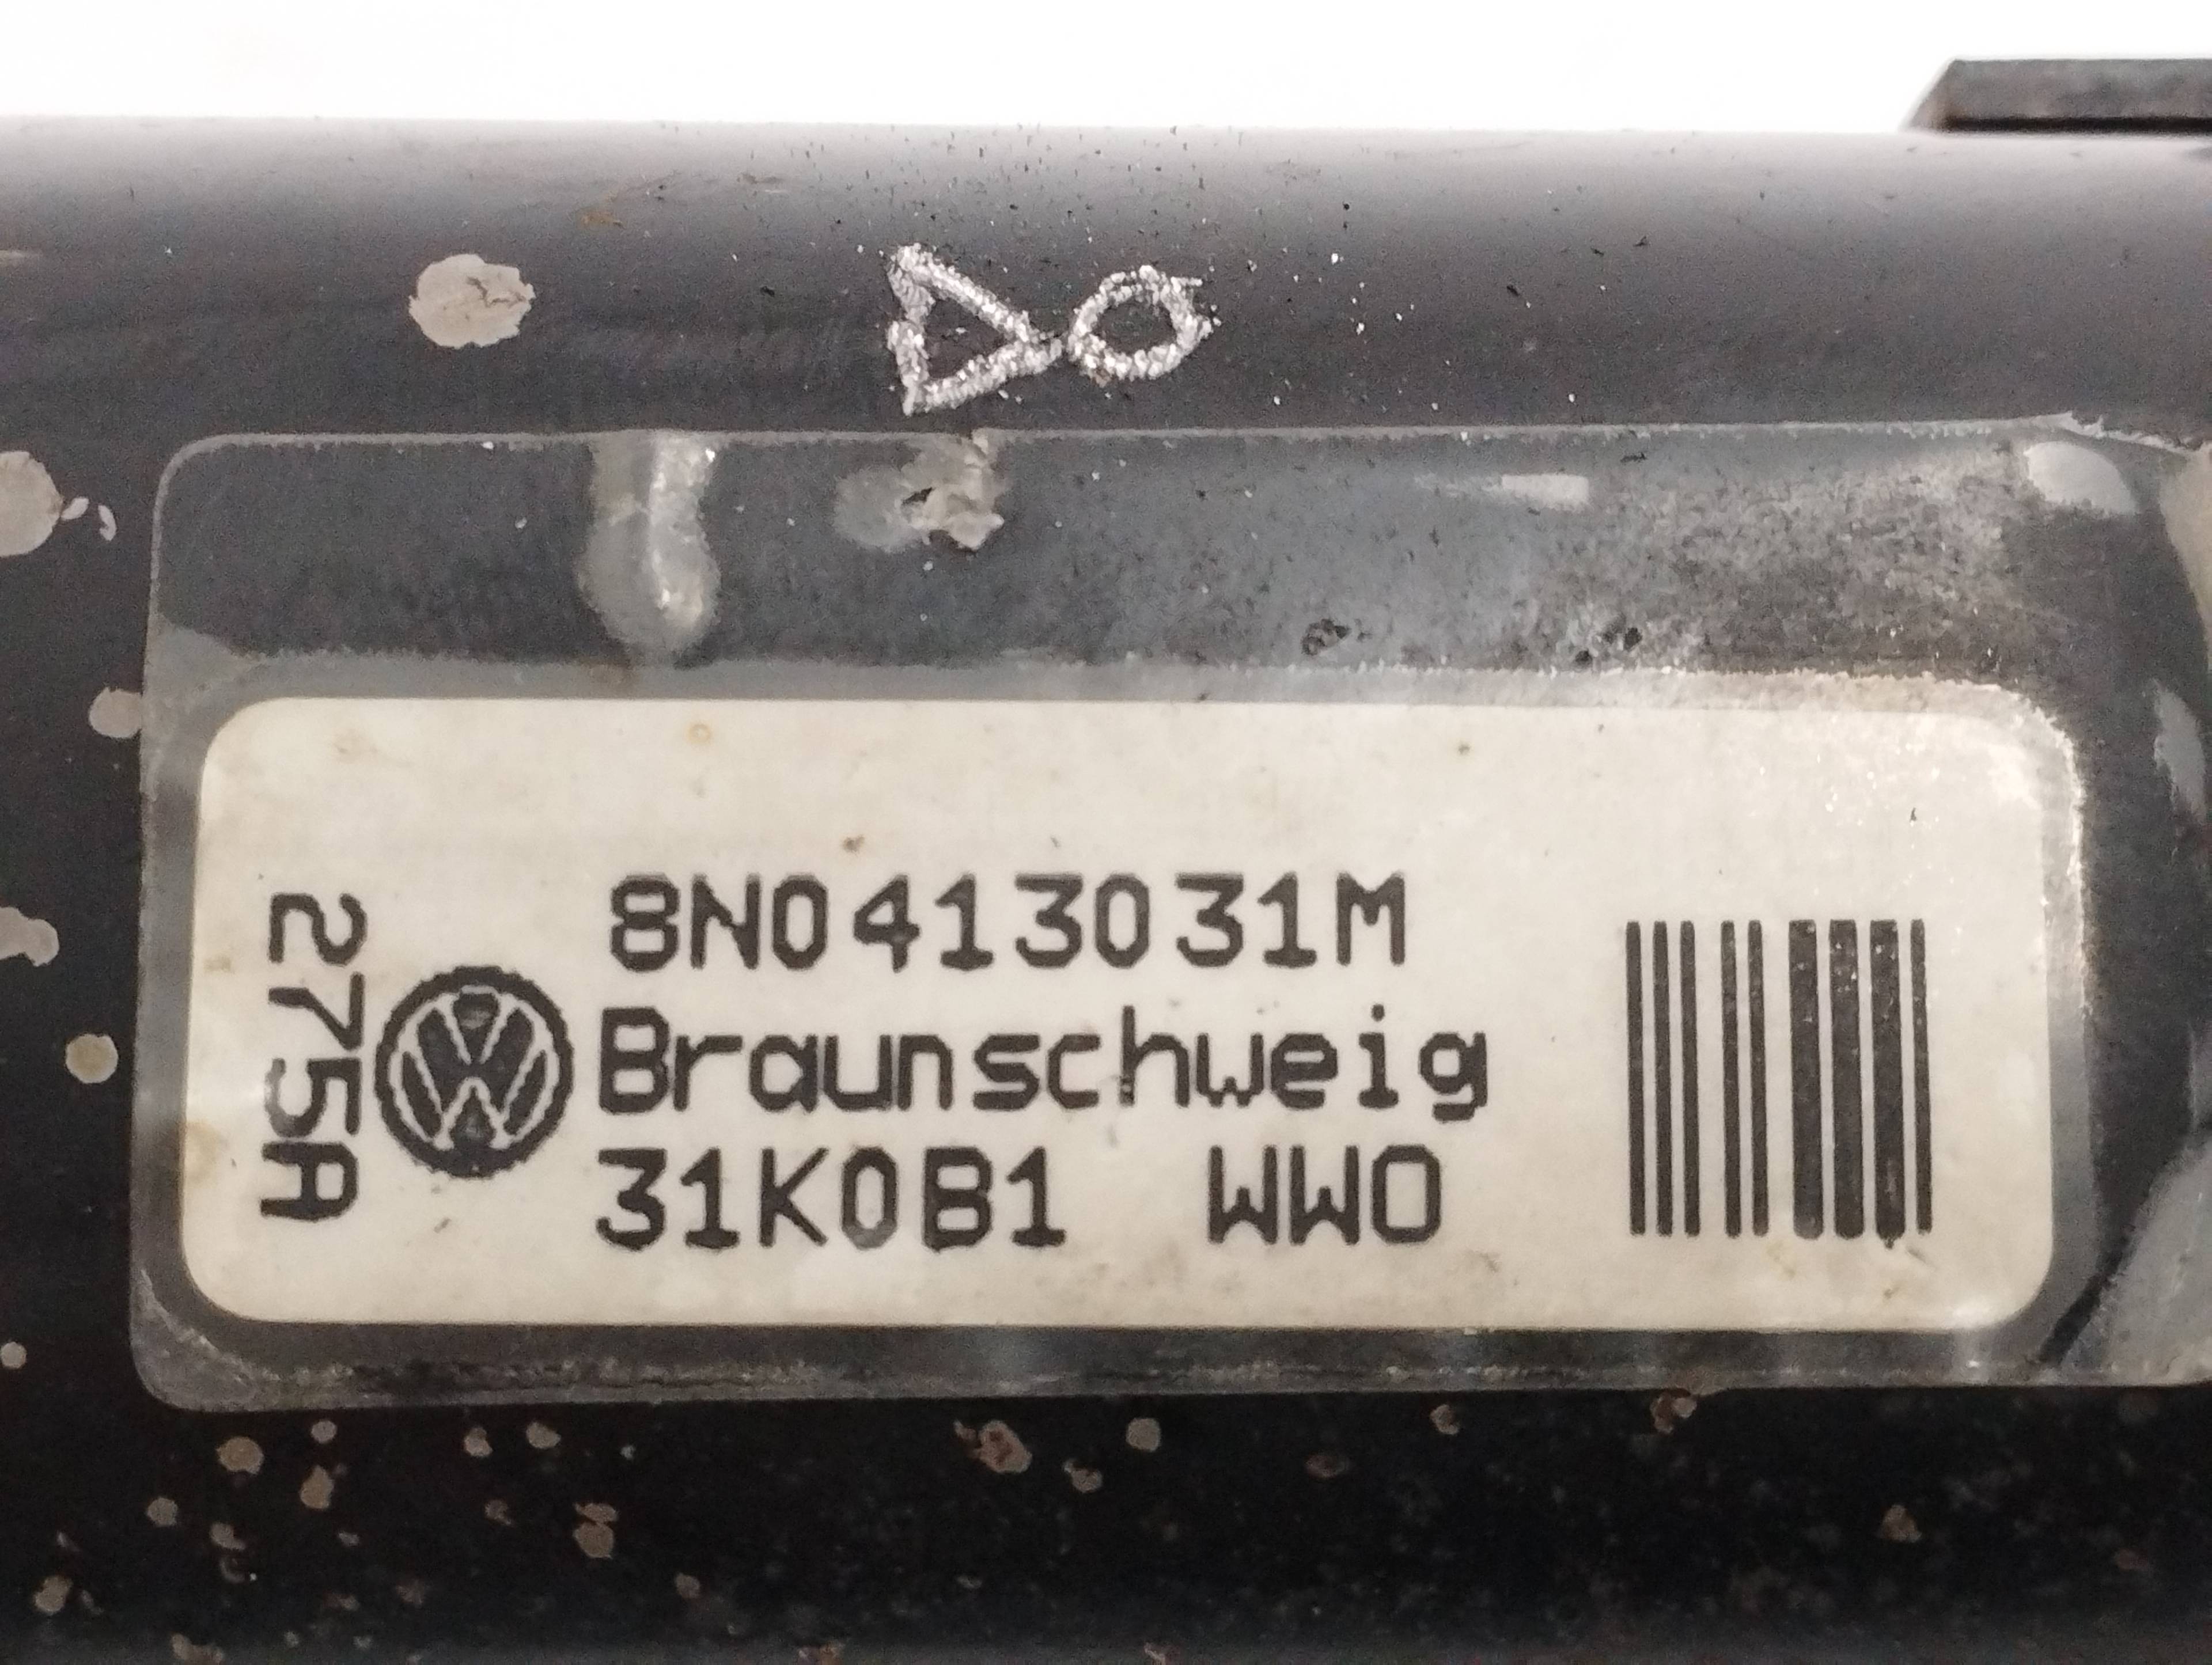 DO
8N0413031M
Braunschweig
31K0B1 WWO
275A